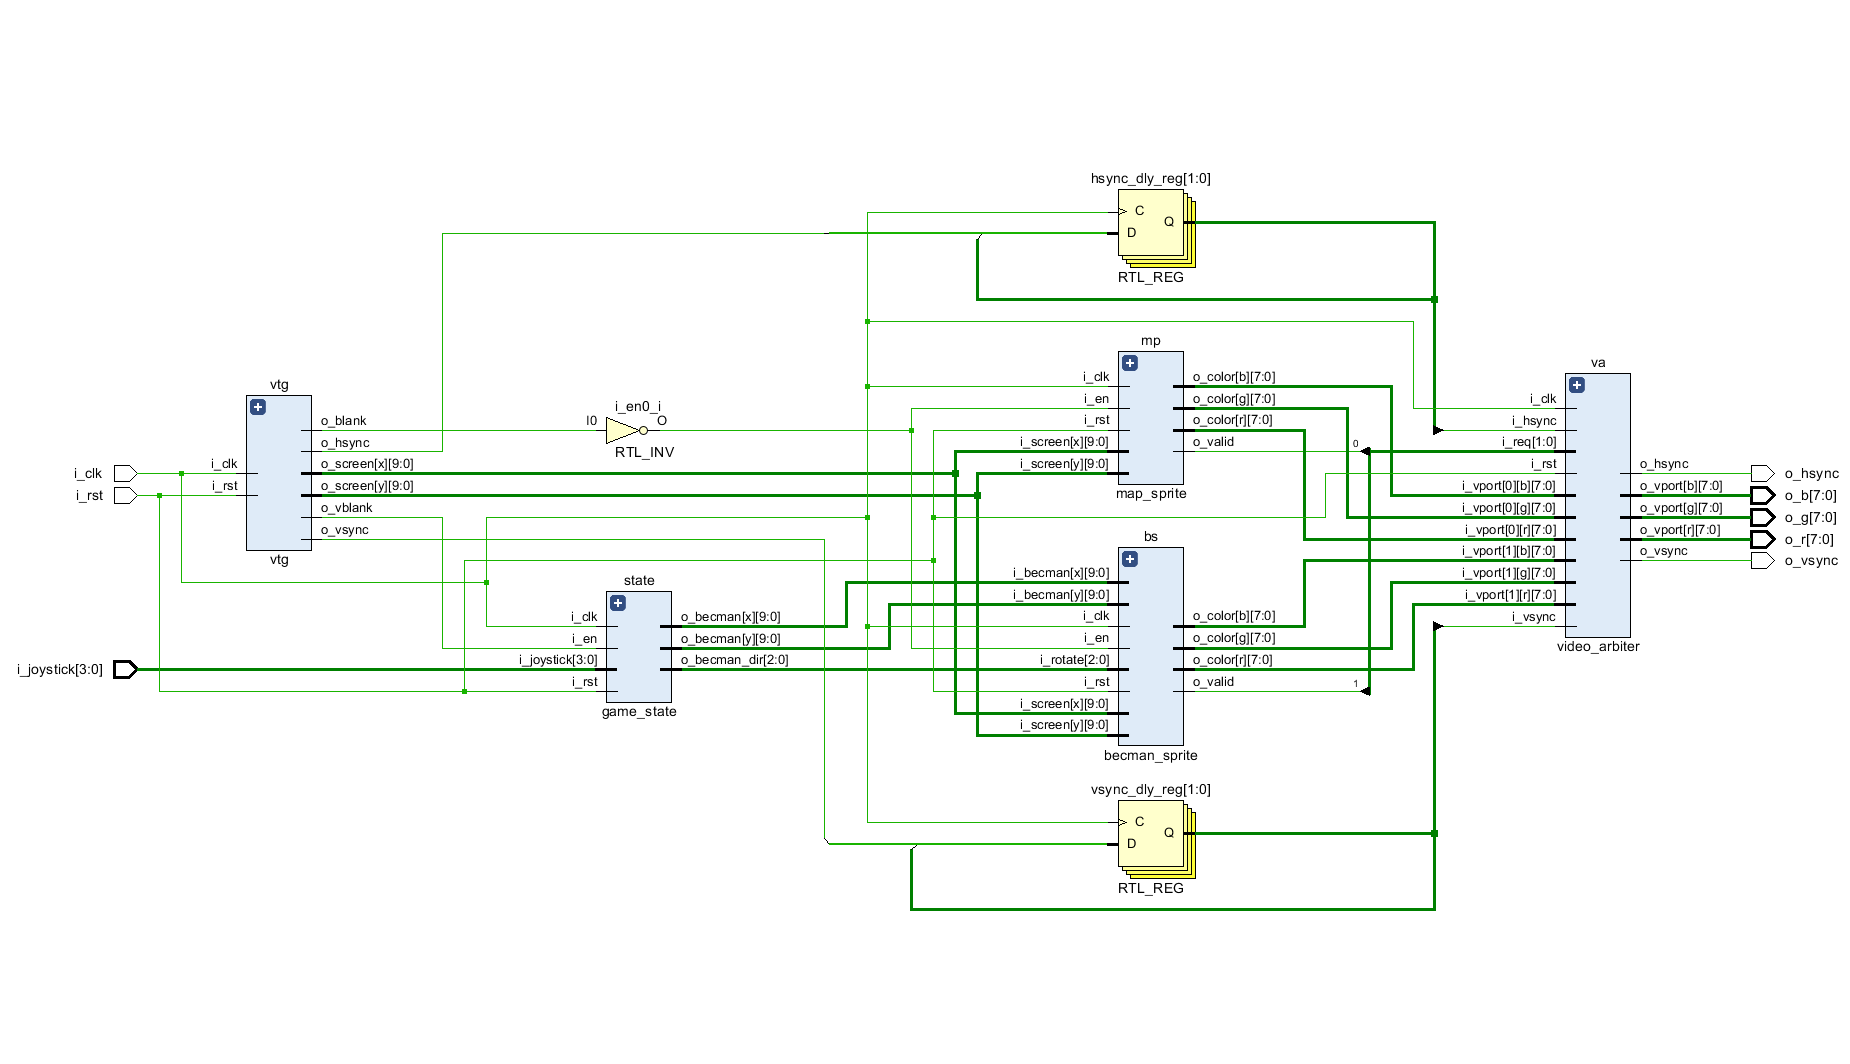 hsync_dly_reg[1:0]
C
Q
D
RTL_REG
mp
i_clk
i_en
i_rst
i_screen[x][9:0]
i_screen[y][9:0]
o_color[b][7:0]
o_color[g][7:0]
o_color[r][7:0]
o_valid
0
map_sprite
va
i_clk
i_hsync
i_req[1:0]
i_rst
i_vport[0][b][7:0]
i_vport[0][g][7:0]
i_vport[0][r][7:0]
i_vport[1][b][7:0]
i_vport[1][g][7:0]
i_vport[1][r][7:0]
i_vsync
o_hsync
o_vport[b][7:0]
o_vport[g][7:0]
o_vport[r][7:0]
o_vsync
video_arbiter
o_hsync
o_b[7:0]
o_g[7:0]
o_r[7:0]
o_vsync
vtg
i_clk
i_rst
o_blank
o_hsync
o_screen[x][9:0]
o_screen[y][9:0]
o_vblank
o_vsync
vtg
i_clk
i_rst
i_joystick[3:0]
i_en0_i
I0
O
RTL_INV
state
i_clk
i_en
i_joystick[3:0]
i_rst
o_becman[x][9:0]
o_becman[y][9:0]
o_becman_dir[2:0]
game_state
bs
i_becman[x][9:0]
i_becman[y][9:0]
i_clk
i_en
i_rotate[2:0]
i_rst
i_screen[x][9:0]
i_screen[y][9:0]
o_color[b][7:0]
o_color[g][7:0]
o_color[r][7:0]
o_valid
1
becman_sprite
vsync_dly_reg[1:0]
C
Q
D
RTL_REG